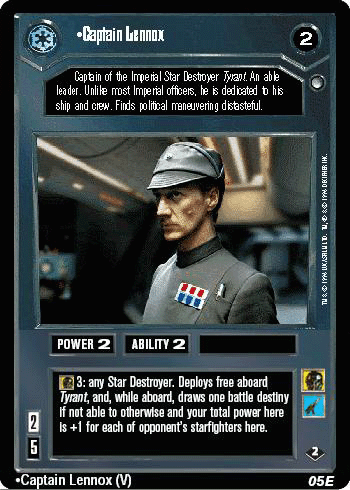 •Captain Lennox
2
Captain of the Imperial Star Destroyer Tyrant. An able
leader. Unlike most Imperial officers, he is dedicated to his
ship and crew. Finds political maneuvering distasteful.
POWER 2
ABILITY 2
3: any Star Destroyer. Deploys free aboard
Tyrant, and, while aboard, draws one battle destiny
if not able to otherwise and your total power here
is +1 for each of opponent's starfighters here.
2
5
2
•Captain Lennox (V)
05E